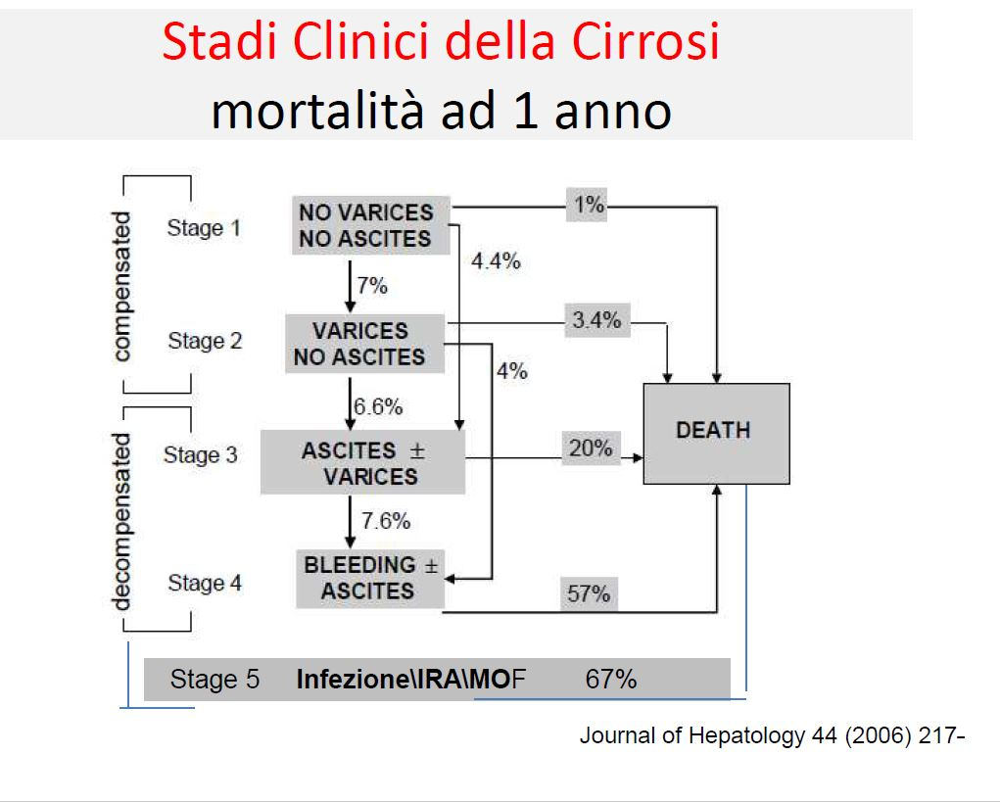 Stadi Clinici della Cirrosi
mortalità ad 1 anno
compensated
Stage 1
NO VARICES
NO ASCITES
1%
4.4%
7%
Stage 2
VARICES
NO ASCITES
3.4%
4%
6.6%
DEATH
decompensated
Stage 3
ASCITES ±
VARICES
20%
7.6%
Stage 4
BLEEDING ±
ASCITES
57%
Stage 5 Infezione\IRA\MOF 67%
Journal of Hepatology 44 (2006) 217-